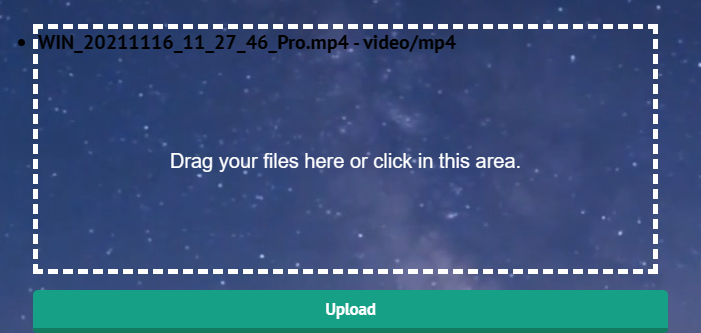 WIN_20211116_11_27_46_Pro.mp4 - video/mp4
Drag your files here or click in this area.
Upload